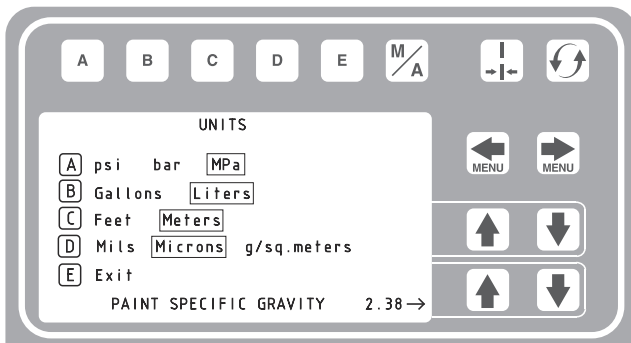 A B C D E M/A
UNITS
A psi bar MPa
B Gallons Liters
C Feet Meters
D Mils Microns g/sq.meters
E Exit
PAINT SPECIFIC GRAVITY 2.38→
MENU MENU